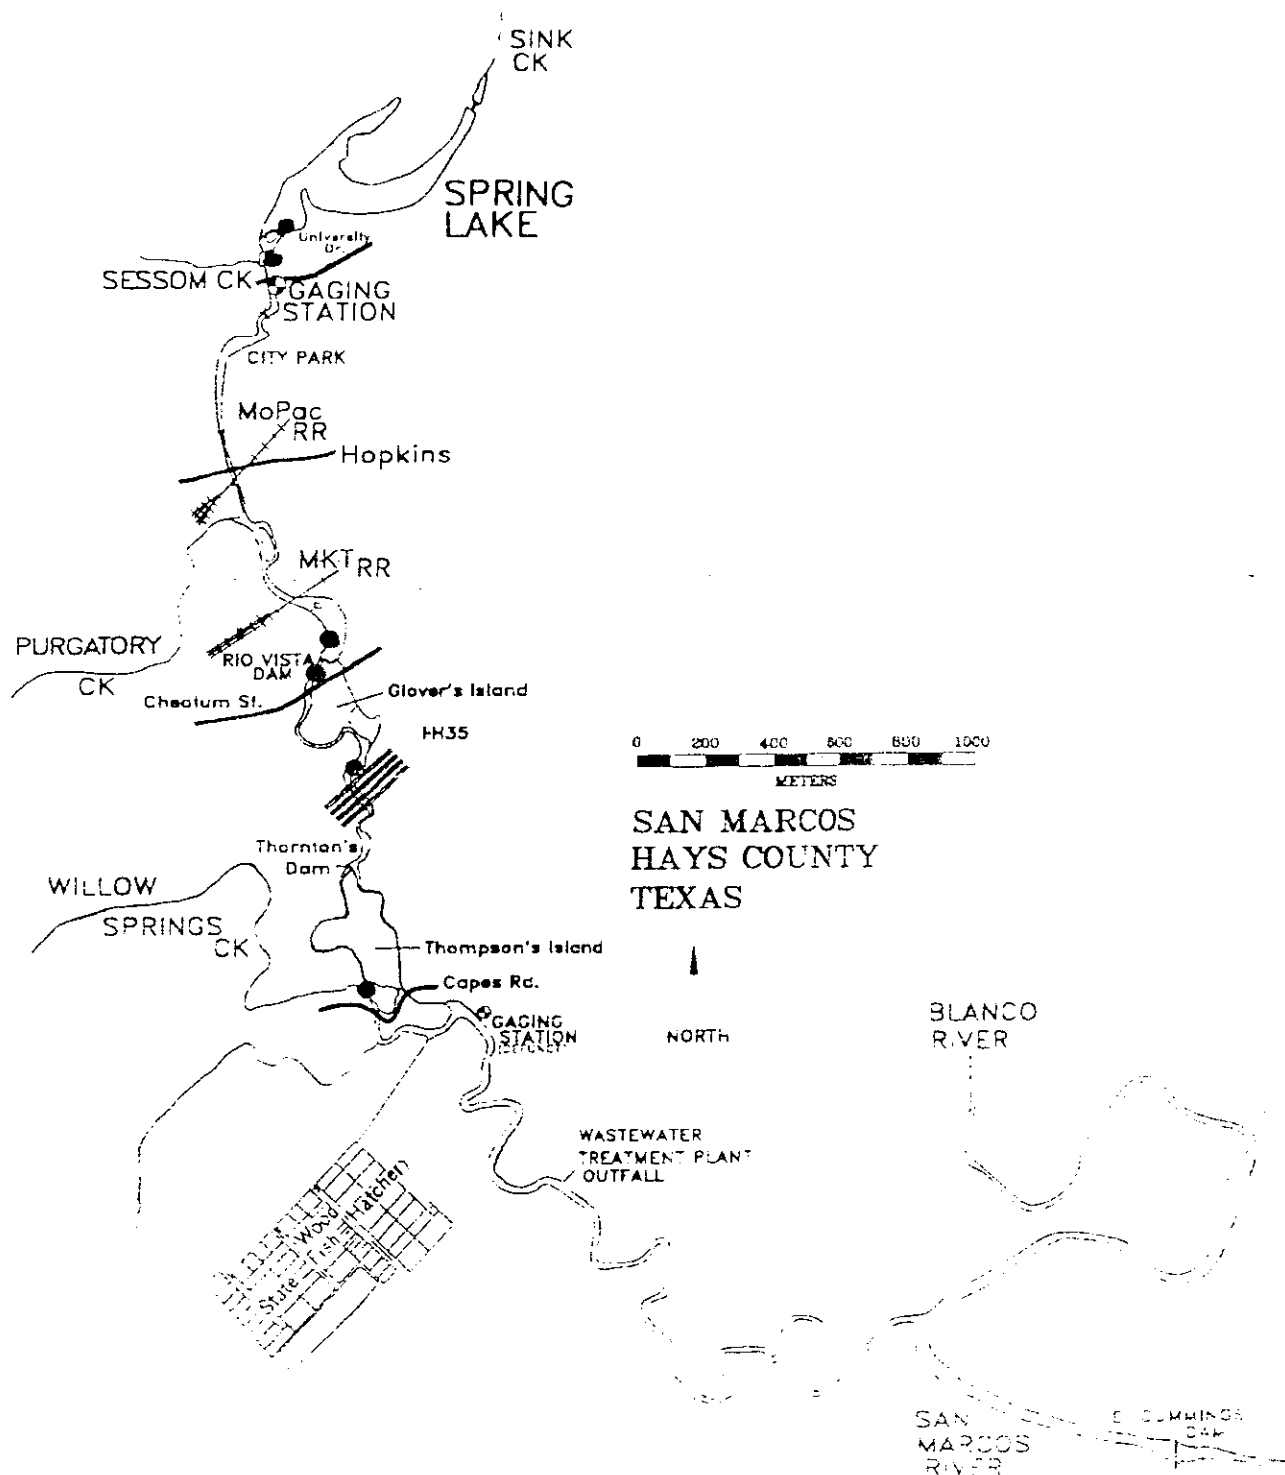 SINK
CK
SPRING
LAKE
University
Dr.
SESSOM CK
GAGING
STATION
CITY PARK
MoPac
RR
Hopkins
MKT RR
PURGATORY
CK
RIO VISTA
DAM
Cheatum St.
Glover's Island
IH35
0 200 400 600 800 1000
METERS
SAN MARCOS
HAYS COUNTY
TEXAS
Thornton's
Dam
WILLOW
SPRINGS
CK
Thompson's Island
Capes Rd.
GAGING
STATION
NORTH
BLANCO
RIVER
WASTEWATER
TREATMENT PLANT
OUTFALL
Wood
State Fish Hatchery
SAN
MARCOS
RIVER
CUMMINGS
DAM